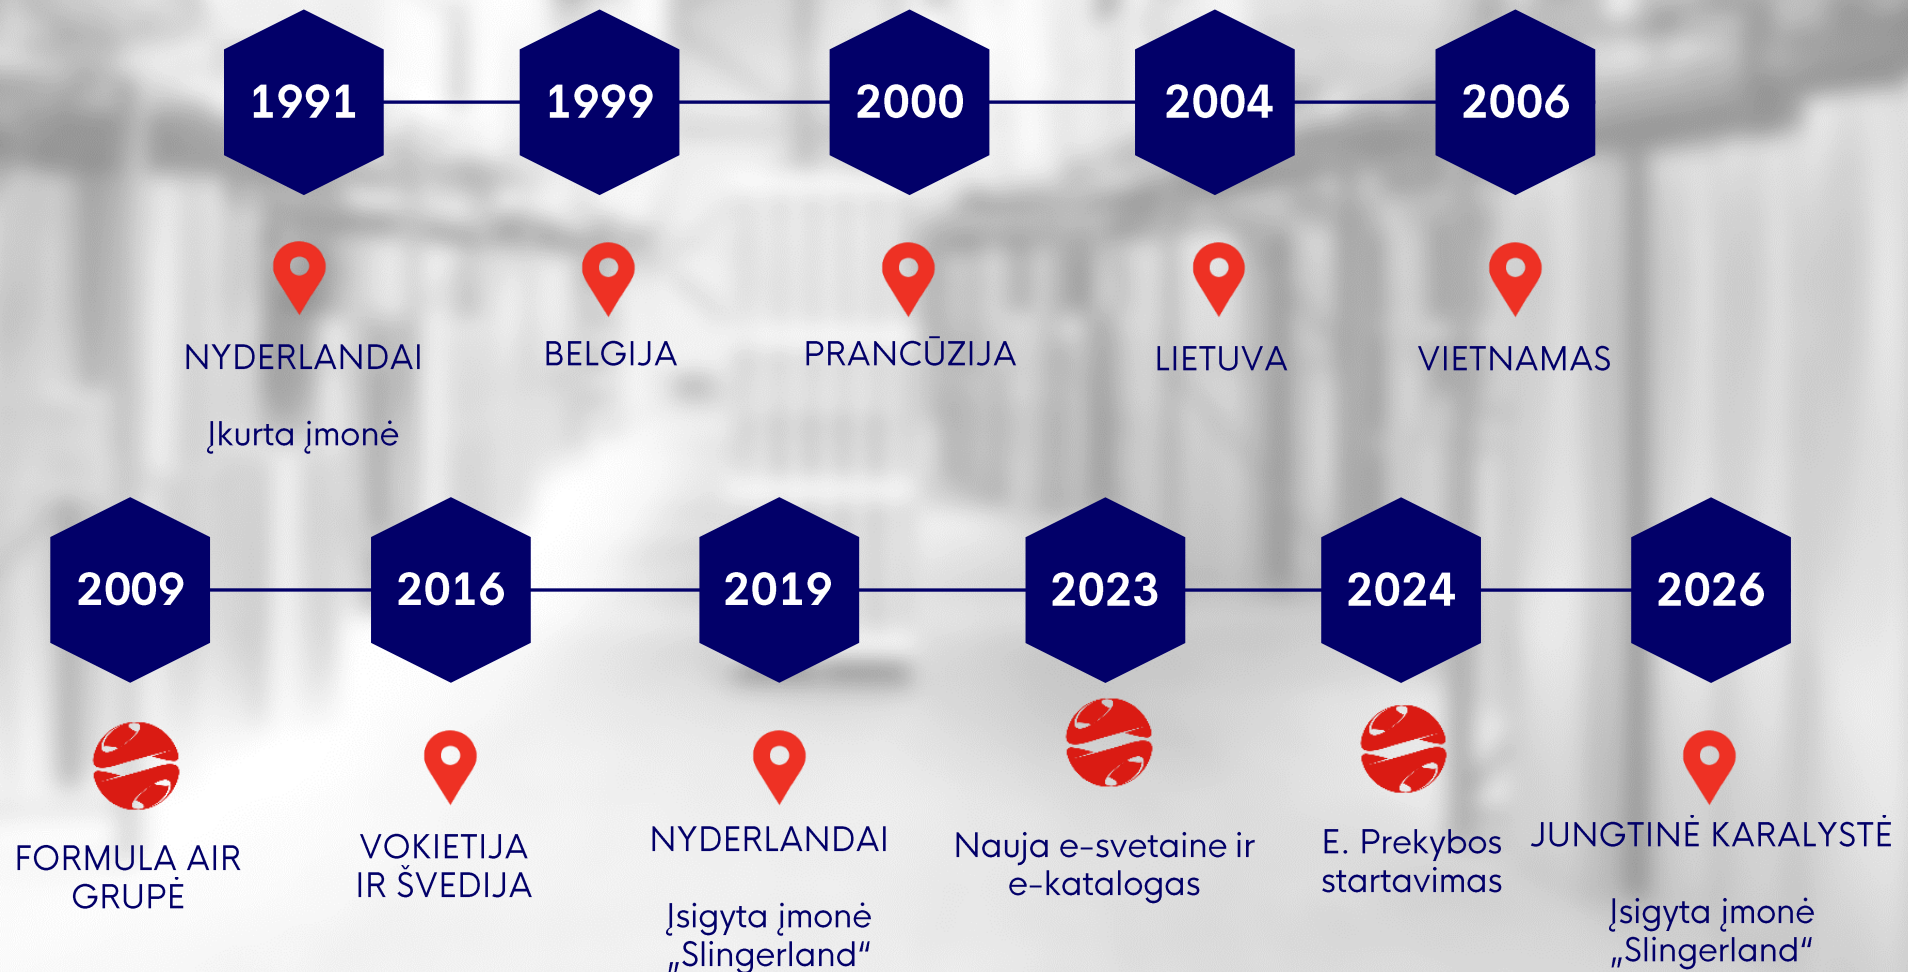 1991
1999
2000
2004
2006
NYDERLANDAI
BELGIJA
PRANCŪZIJA
LIETUVA
VIETNAMAS
Įkurta įmonė
2009
2016
2019
2023
2024
2026
FORMULA AIR
GRUPĖ
VOKIETIJA
IR ŠVEDIJA
NYDERLANDAI
Įsigyta įmonė
„Slingerland“
Nauja e-svetaine ir
e-katalogas
E. Prekybos
startavimas
JUNGTINĖ KARALYSTĖ
Įsigyta įmonė
„Slingerland“